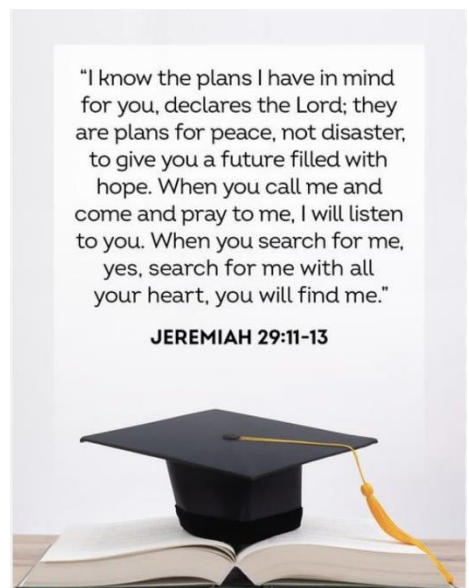 “I know the plans I have in mind
for you, declares the Lord; they
are plans for peace, not disaster,
to give you a future filled with
hope. When you call me and
come and pray to me, I will listen
to you. When you search for me,
yes, search for me with all
your heart, you will find me.”
JEREMIAH 29:11-13